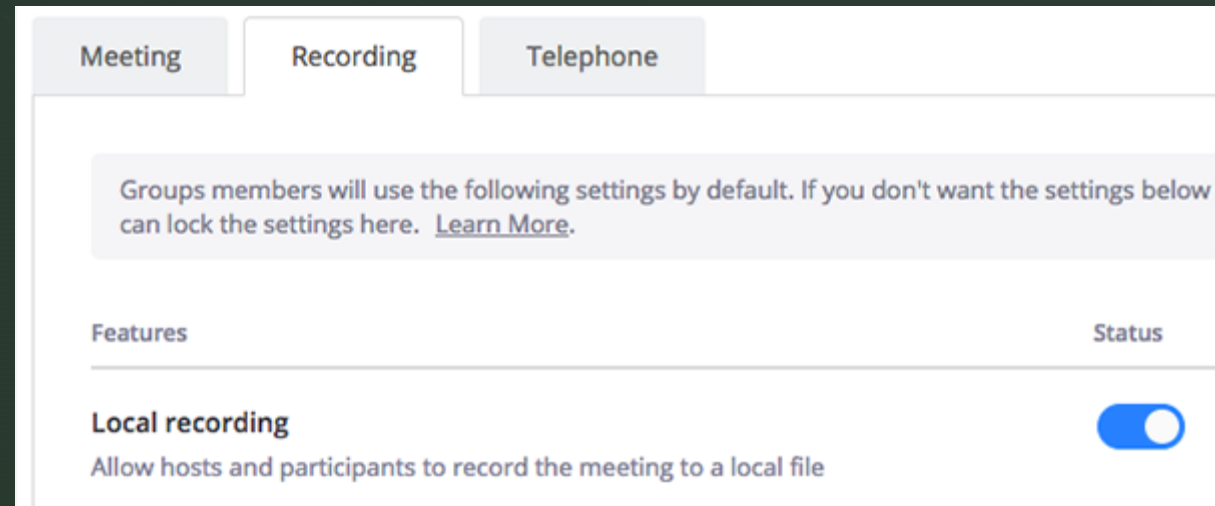 Meeting Recording Telephone
Groups members will use the following settings by default. If you don't want the settings below
can lock the settings here. Learn More.
Features Status
Local recording
Allow hosts and participants to record the meeting to a local file